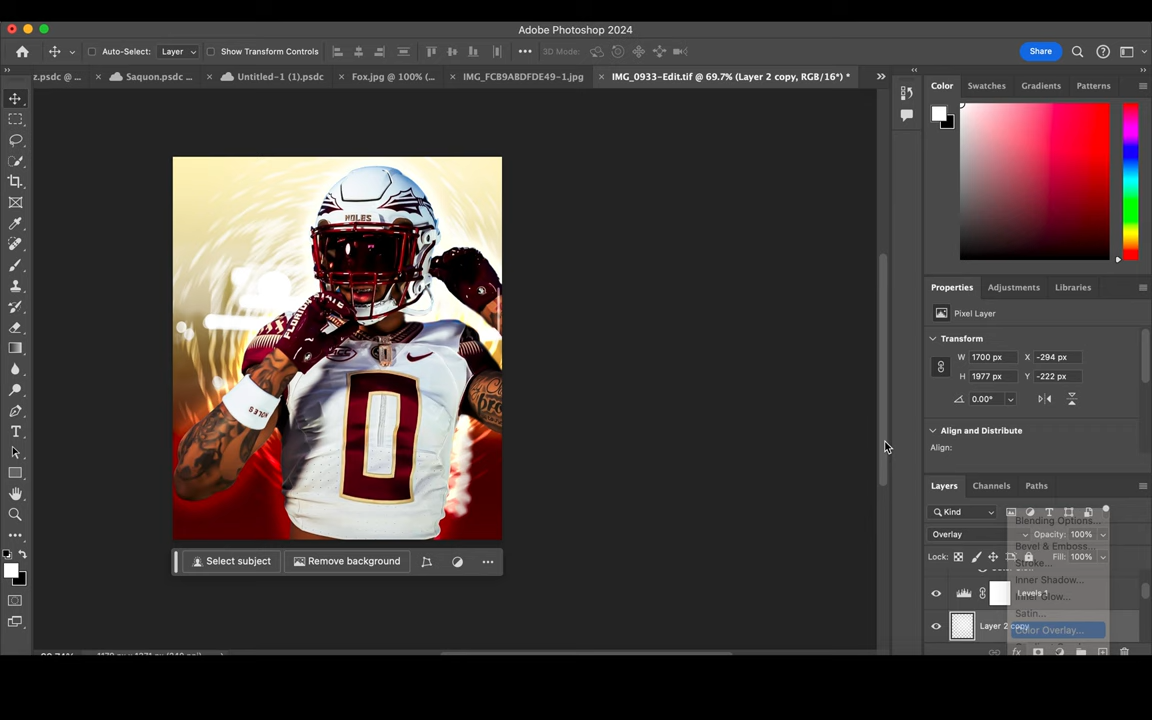 Adobe Photoshop 2024
Auto-Select: Layer Show Transform Controls 3D Mode: Share
z.psdc @ ... Saquon.psdc ... Untitled-1 (1).psdc Fox.jpg @ 100% (... IMG_FCB9ABDFDE49-1.jpg IMG_0933-Edit.tif @ 69.7% (Layer 2 copy, RGB/16*) *
Color Swatches Gradients Patterns
NOLES
FLORIDA STATE
NOLES
0
Select subject Remove background
Properties Adjustments Libraries
Pixel Layer
Transform
W 1700 px X -294 px
H 1977 px Y -222 px
0.00°
Align and Distribute
Align:
Layers Channels Paths
Kind
Blending Options...
Overlay Opacity: 100%
Bevel & Emboss...
Lock: Fill: 100%
Stroke...
Inner Shadow...
Levels 1
Inner Glow...
Satin...
Layer 2 copy
Color Overlay...